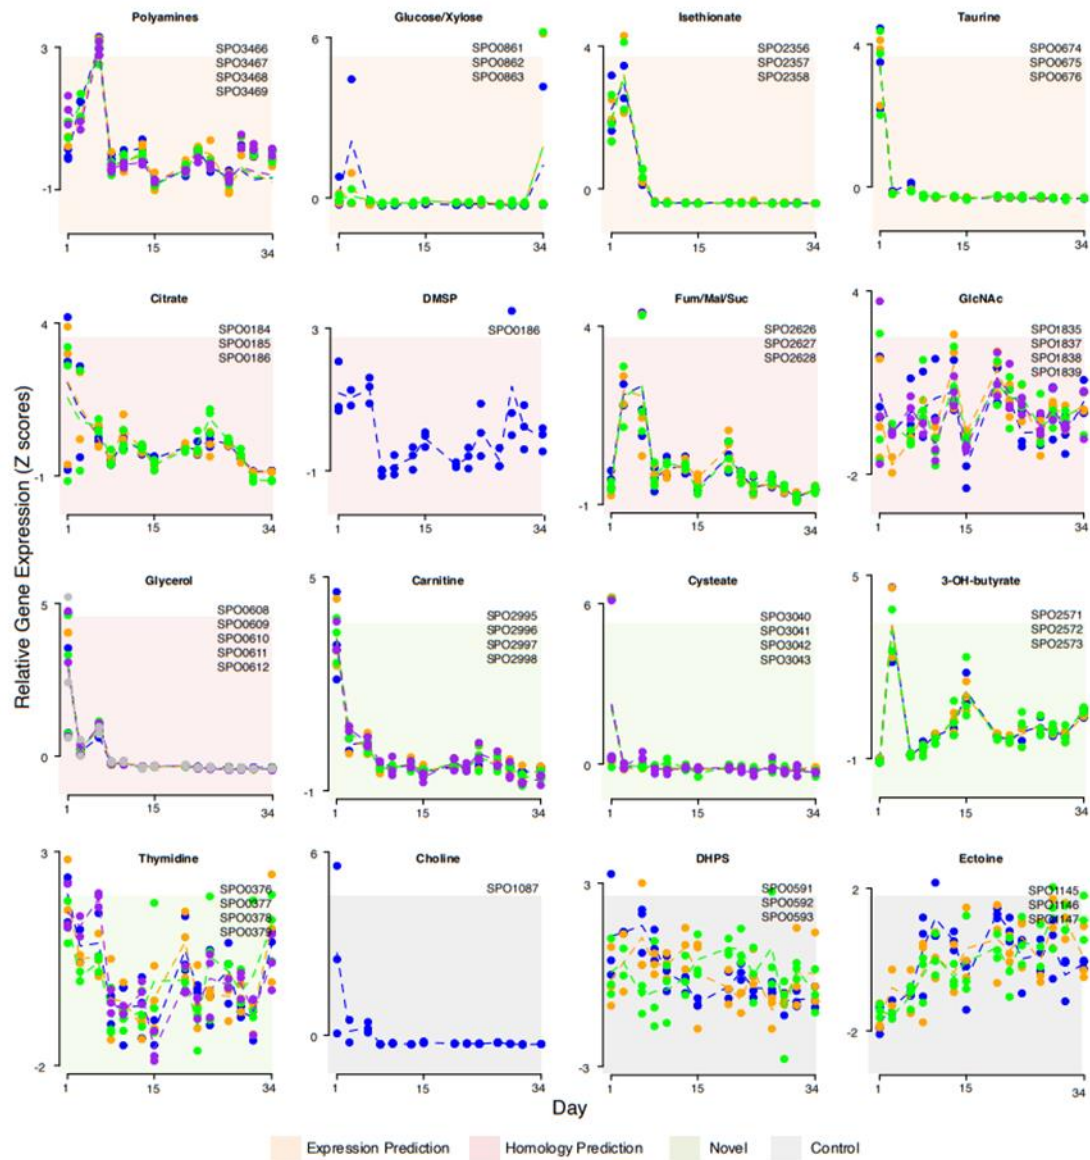 Polyamines
3
SPO3466
SPO3467
SPO3468
SPO3469
-1
1
15
34
Glucose/Xylose
6
SPO0861
SPO0862
SPO0863
0
1
15
34
Isethionate
4
SPO2356
SPO2357
SPO2358
0
1
15
34
Taurine
4
SPO0674
SPO0675
SPO0676
0
1
15
34
Citrate
4
SPO0184
SPO0185
SPO0186
-1
1
15
34
DMSP
3
SPO0186
-1
1
15
34
Fum/Mal/Suc
4
SPO2626
SPO2627
SPO2628
-1
1
15
34
GlcNAc
4
SPO1835
SPO1837
SPO1838
SPO1839
-2
1
15
34
Relative Gene Expression (Z scores)
Glycerol
5
SPO0608
SPO0609
SPO0610
SPO0611
SPO0612
0
1
15
34
Carnitine
5
SPO2995
SPO2996
SPO2997
SPO2998
-1
1
15
34
Cysteate
6
SPO3040
SPO3041
SPO3042
SPO3043
0
1
15
34
3-OH-butyrate
5
SPO2571
SPO2572
SPO2573
-1
1
15
34
Thymidine
3
SPO0376
SPO0377
SPO0378
SPO0379
-2
1
15
34
Choline
6
SPO1087
0
1
15
34
DHPS
3
SPO0591
SPO0592
SPO0593
-3
1
15
34
Ectoine
2
SPO1145
SPO1146
SPO1147
-2
1
15
34
Day
Expression Prediction
Homology Prediction
Novel
Control